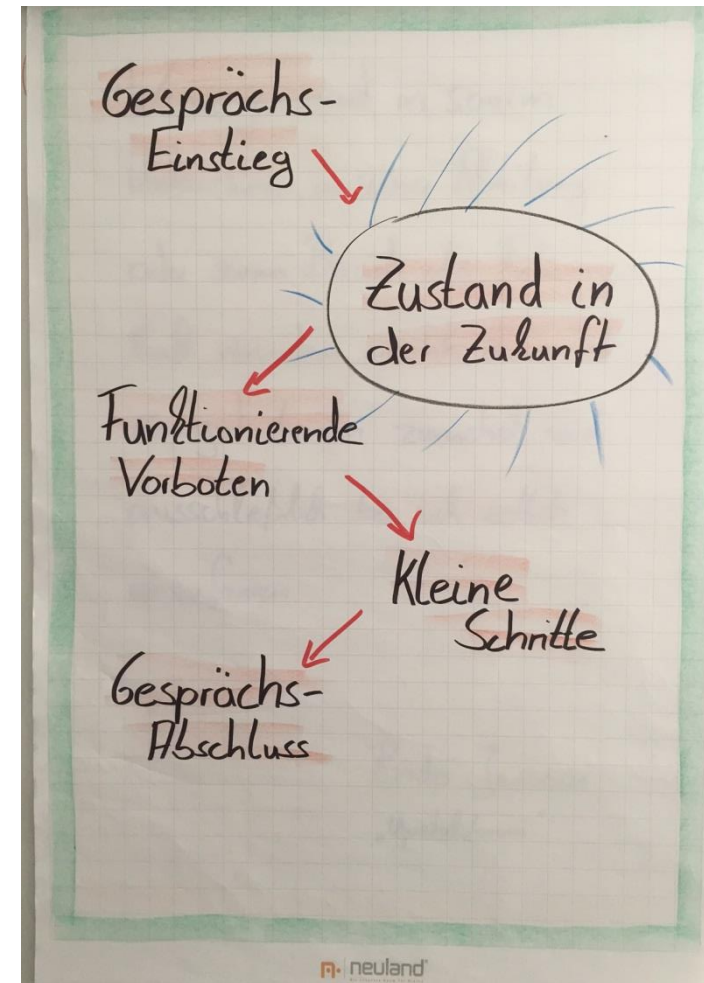 Gesprächs-
Einstieg
Zustand in
der Zukunft
Funktionierende
Vorboten
Kleine
Schritte
Gesprächs-
Abschluss
neuland